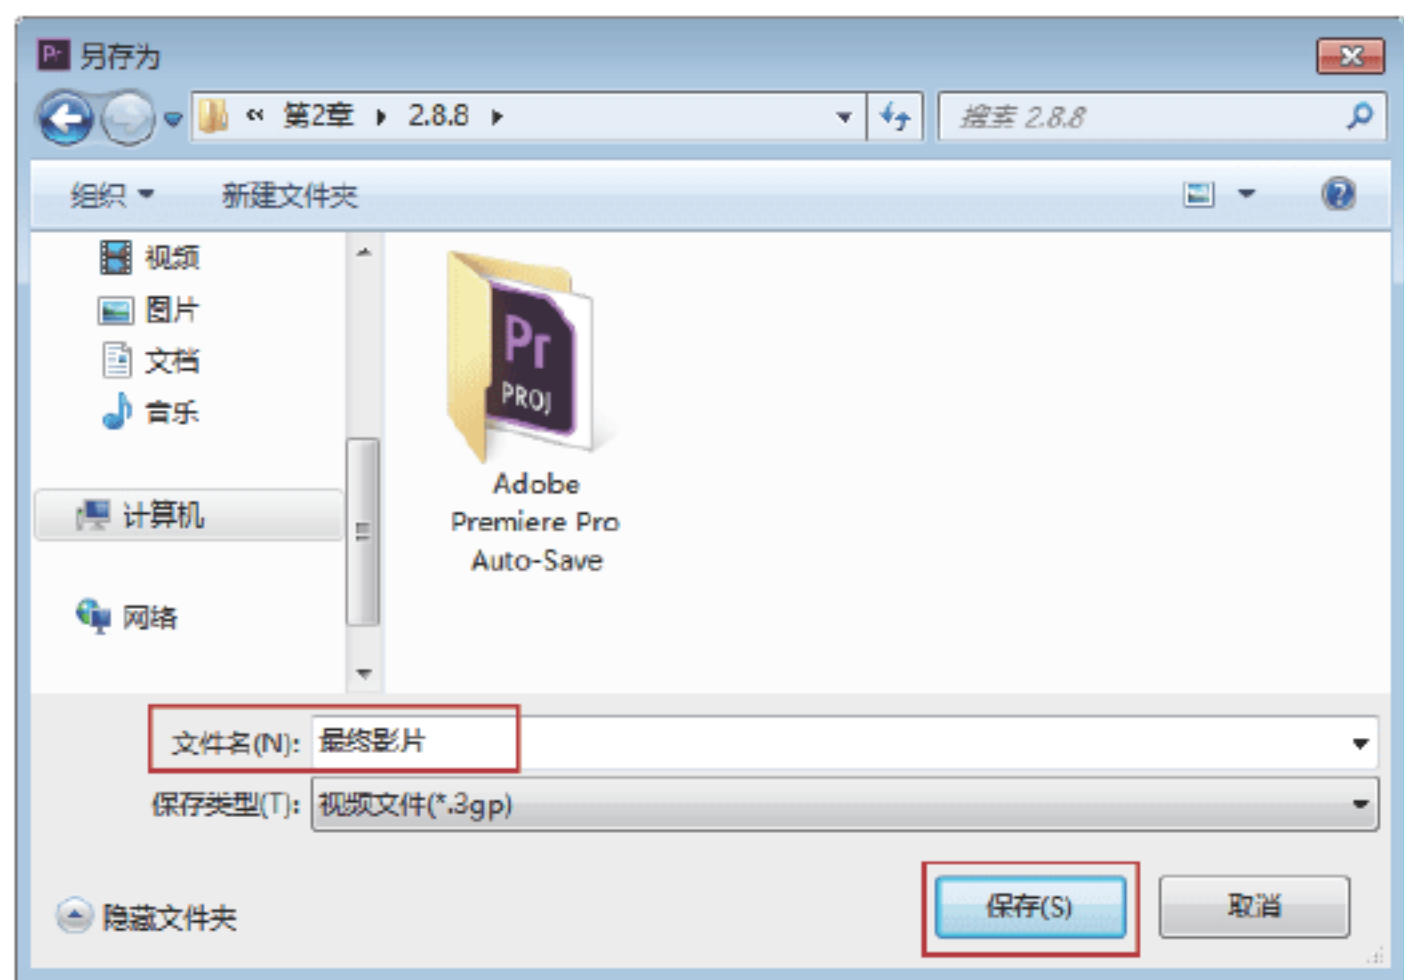 Pr 另存为
« 第2章 ▸ 2.8.8 ▸ 搜索 2.8.8
组织 新建文件夹
视频
图片
文档
音乐
计算机
网络
Pr
PROJ
Adobe
Premiere Pro
Auto-Save
文件名(N): 最终影片
保存类型(T): 视频文件(*.3gp)
隐藏文件夹 保存(S) 取消